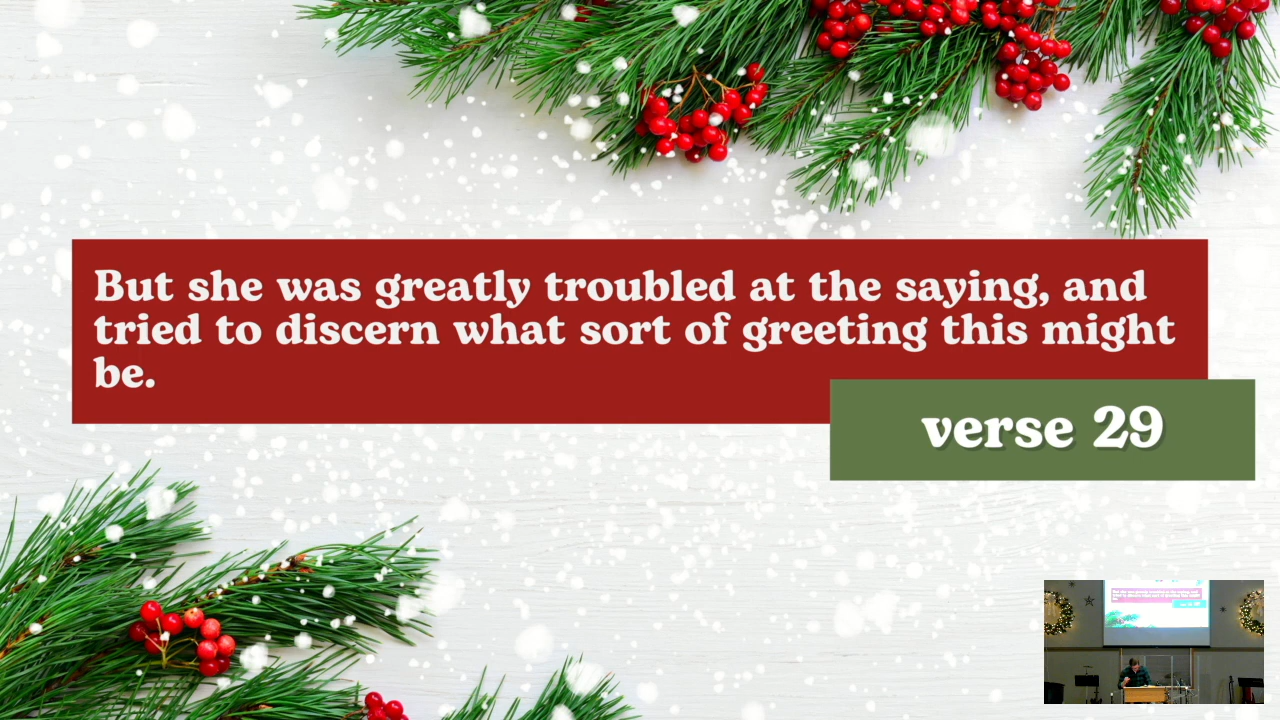 But she was greatly troubled at the saying, and
tried to discern what sort of greeting this might
be.
verse 29